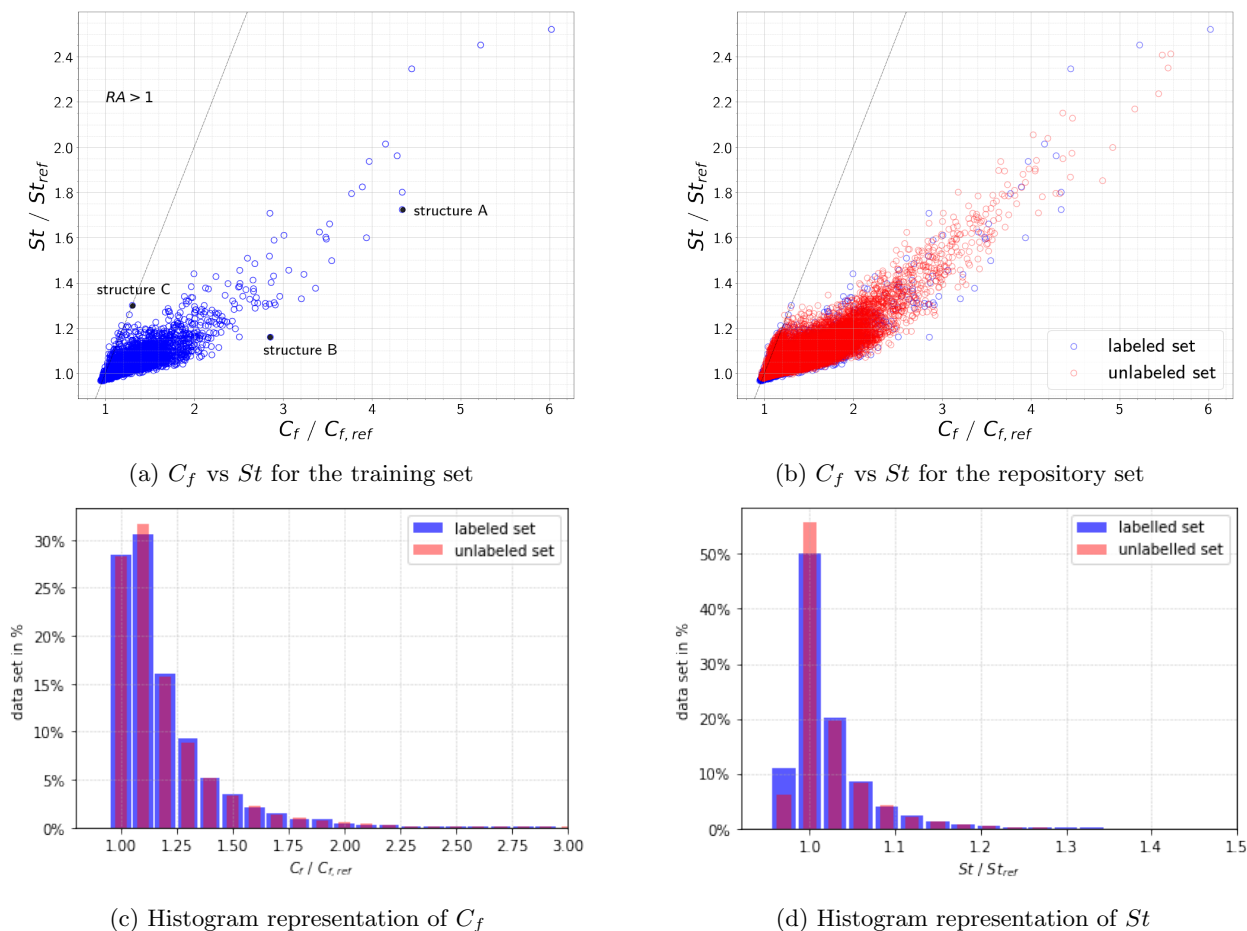 2.4
2.2
2.0
1.8
1.6
1.4
1.2
1.0
St / St_ref
RA > 1
structure A
structure C
structure B
1 2 3 4 5 6
C_f / C_f,ref
(a) C_f vs St for the training set
2.4
2.2
2.0
1.8
1.6
1.4
1.2
1.0
St / St_ref
labeled set
unlabeled set
1 2 3 4 5 6
C_f / C_f,ref
(b) C_f vs St for the repository set
30%
25%
20%
15%
10%
5%
0%
data set in %
labeled set
unlabeled set
1.00 1.25 1.50 1.75 2.00 2.25 2.50 2.75 3.00
C_f / C_f,ref
(c) Histogram representation of C_f
50%
40%
30%
20%
10%
0%
data set in %
labelled set
unlabelled set
1.0 1.1 1.2 1.3 1.4 1.5
St / St_ref
(d) Histogram representation of St